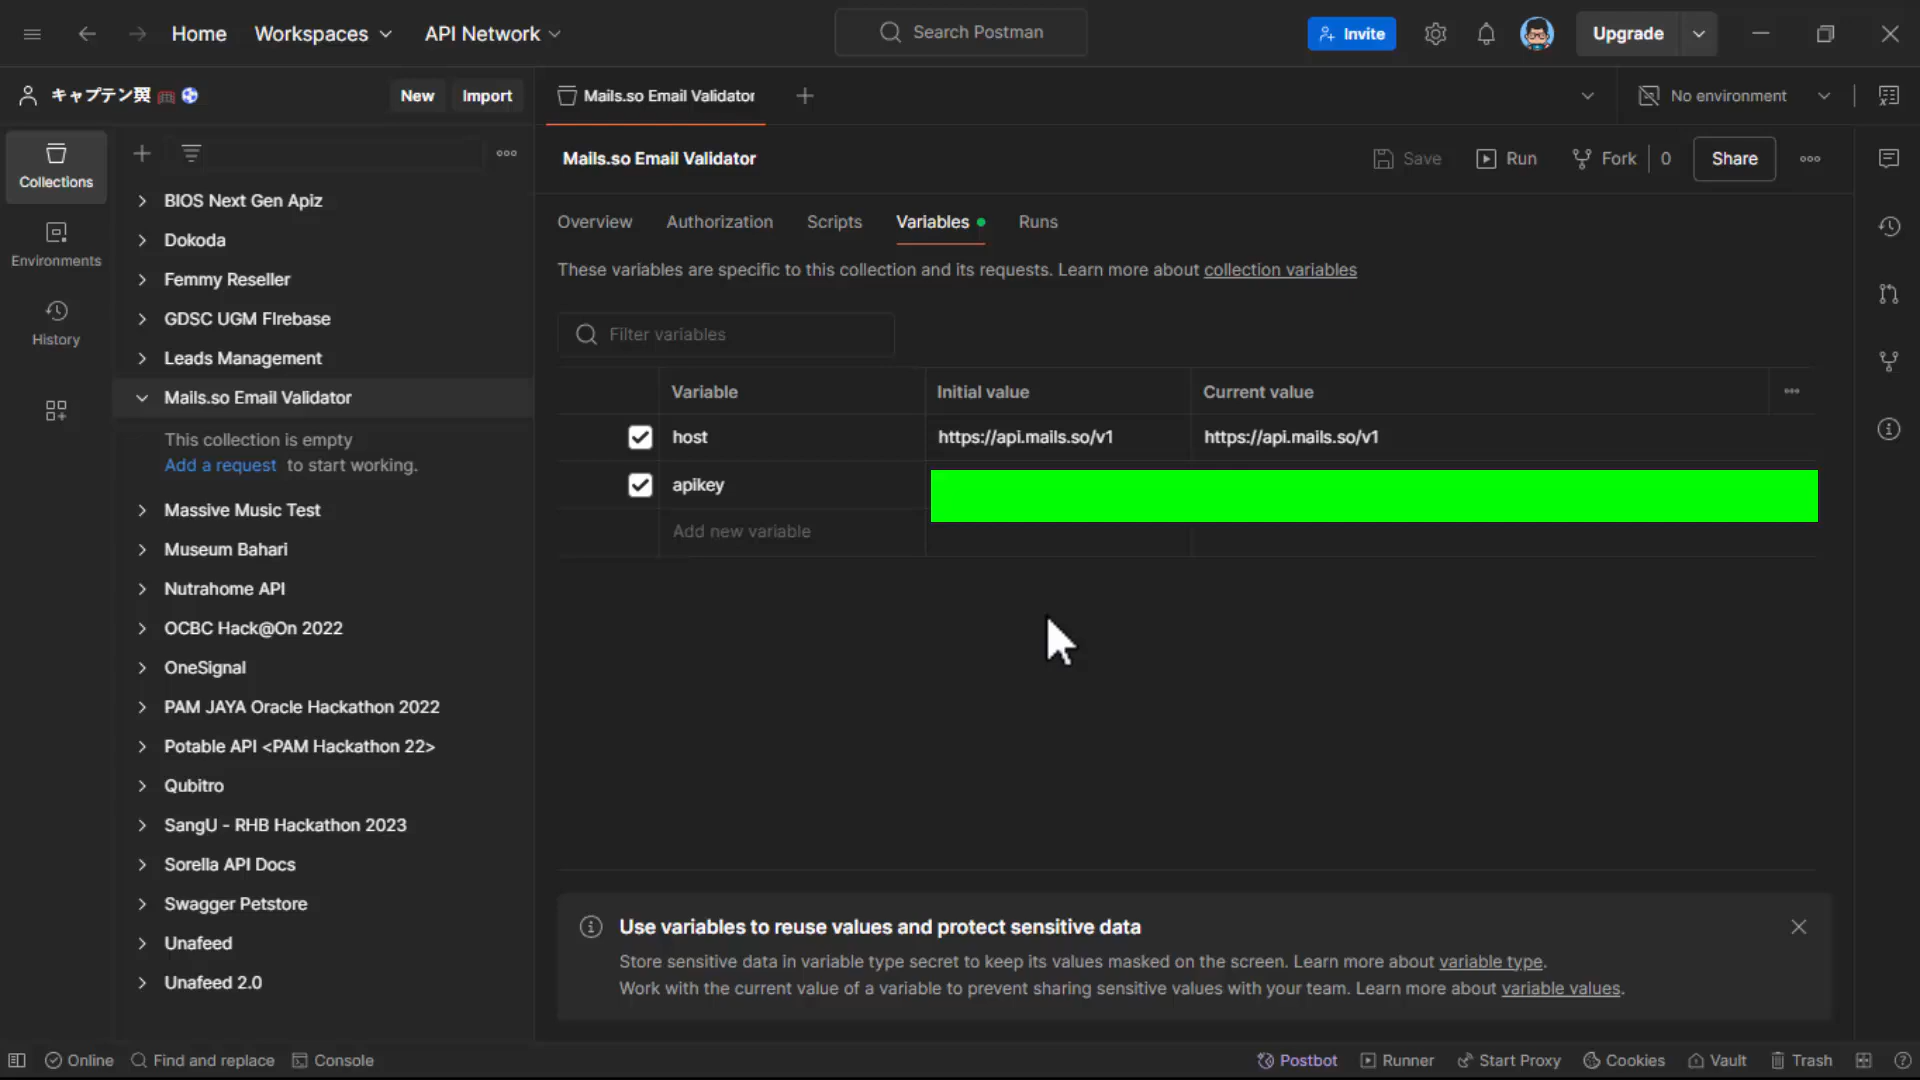 Home
Workspaces
API Network
Search Postman
Invite
Upgrade
キャプテン翼
New
Import
Mails.so Email Validator
No environment
Collections
Environments
History
BIOS Next Gen Apiz
Dokoda
Femmy Reseller
GDSC UGM FIrebase
Leads Management
Mails.so Email Validator
This collection is empty
Add a request to start working.
Massive Music Test
Museum Bahari
Nutrahome API
OCBC Hack@On 2022
OneSignal
PAM JAYA Oracle Hackathon 2022
Potable API <PAM Hackathon 22>
Qubitro
SangU - RHB Hackathon 2023
Sorella API Docs
Swagger Petstore
Unafeed
Unafeed 2.0
Mails.so Email Validator
Save
Run
Fork
0
Share
Overview
Authorization
Scripts
Variables
Runs
These variables are specific to this collection and its requests. Learn more about collection variables
Filter variables
Variable
Initial value
Current value
host
https://api.mails.so/v1
https://api.mails.so/v1
apikey
Add new variable
Use variables to reuse values and protect sensitive data
Store sensitive data in variable type secret to keep its values masked on the screen. Learn more about variable type.
Work with the current value of a variable to prevent sharing sensitive values with your team. Learn more about variable values.
Online
Find and replace
Console
Postbot
Runner
Start Proxy
Cookies
Vault
Trash